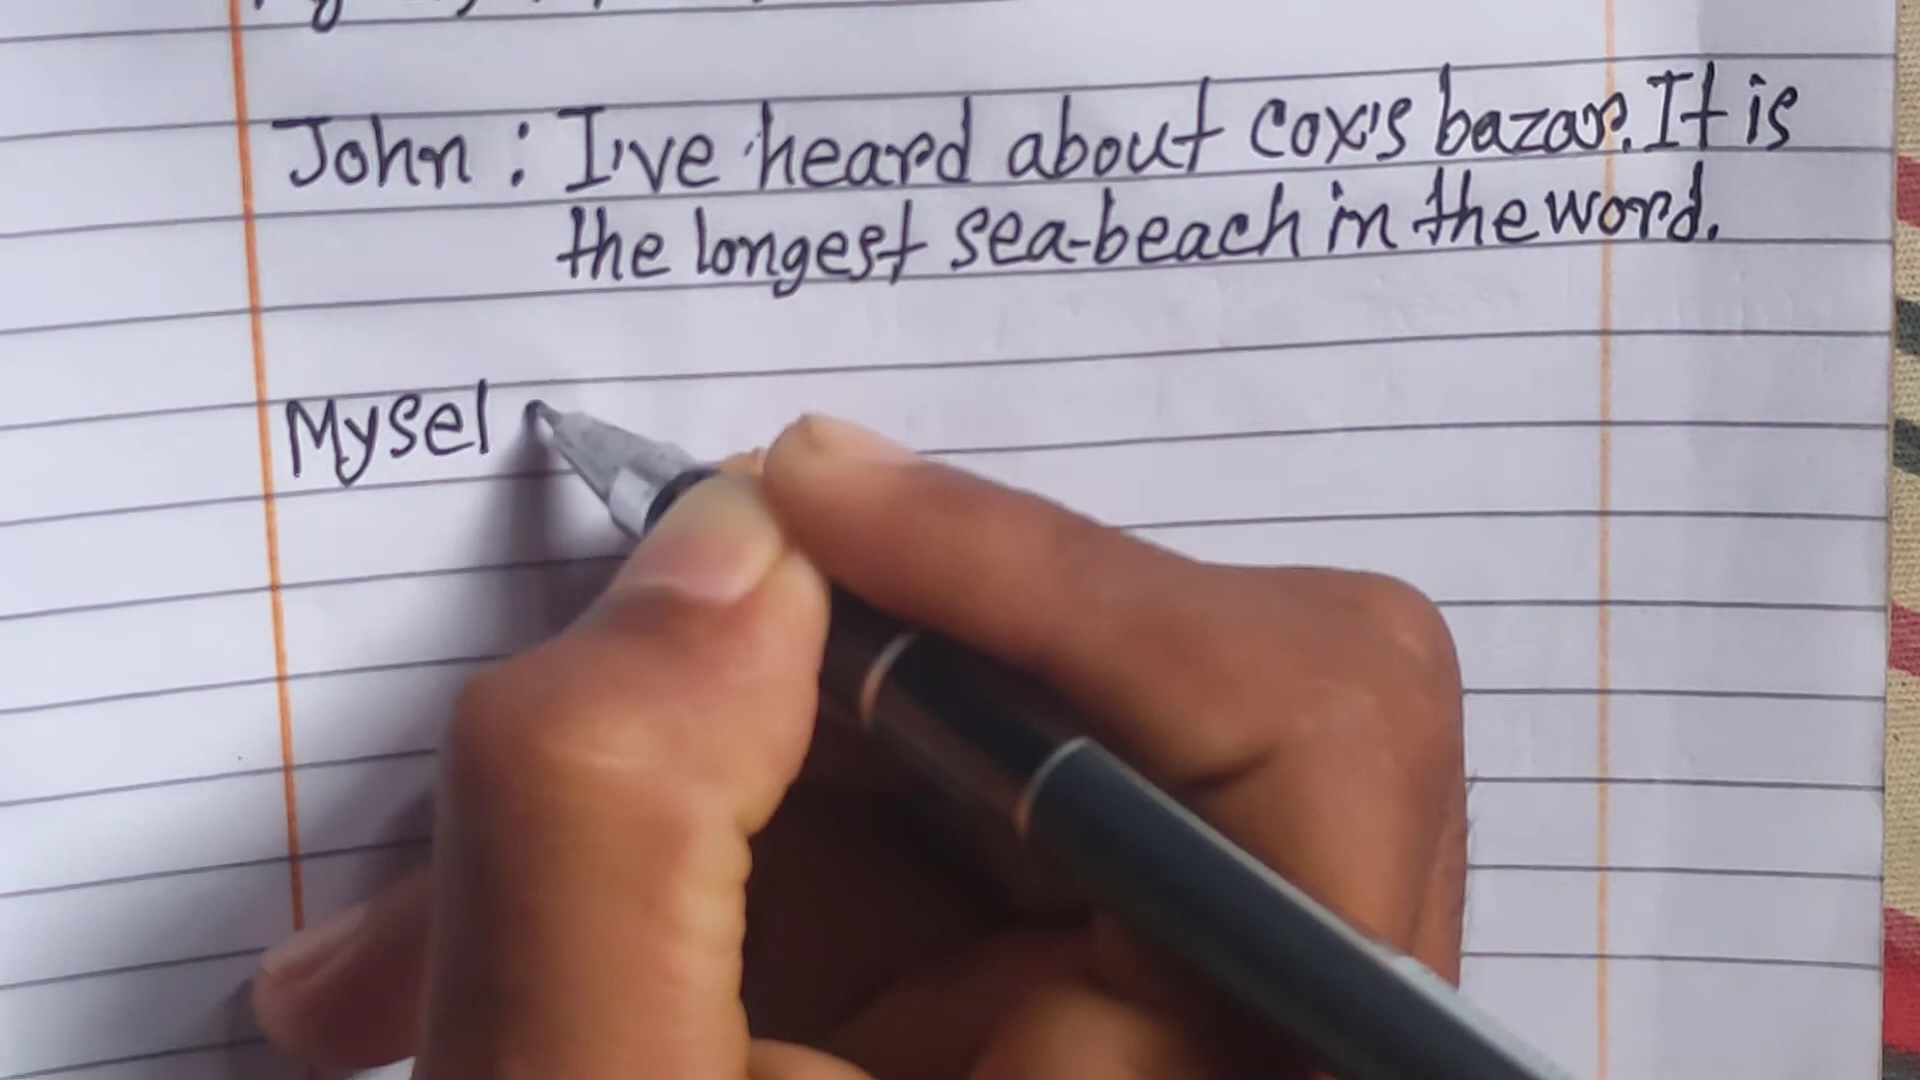 John : I've heard about cox's bazar. It is
the longest sea-beach in the word.
Mysel